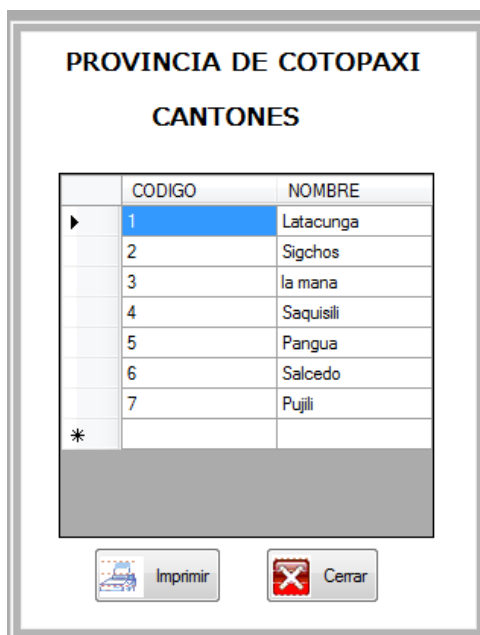 PROVINCIA DE COTOPAXI
CANTONES
CODIGO NOMBRE
1 Latacunga
2 Sigchos
3 la mana
4 Saquisili
5 Pangua
6 Salcedo
7 Pujili
Imprimir Cerrar